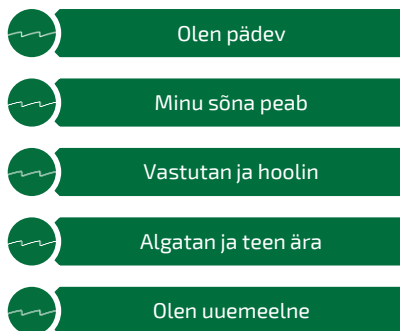 Olen pädev
Minu sõna peab
Vastutan ja hoolin
Algatan ja teen ära
Olen uuemeelne